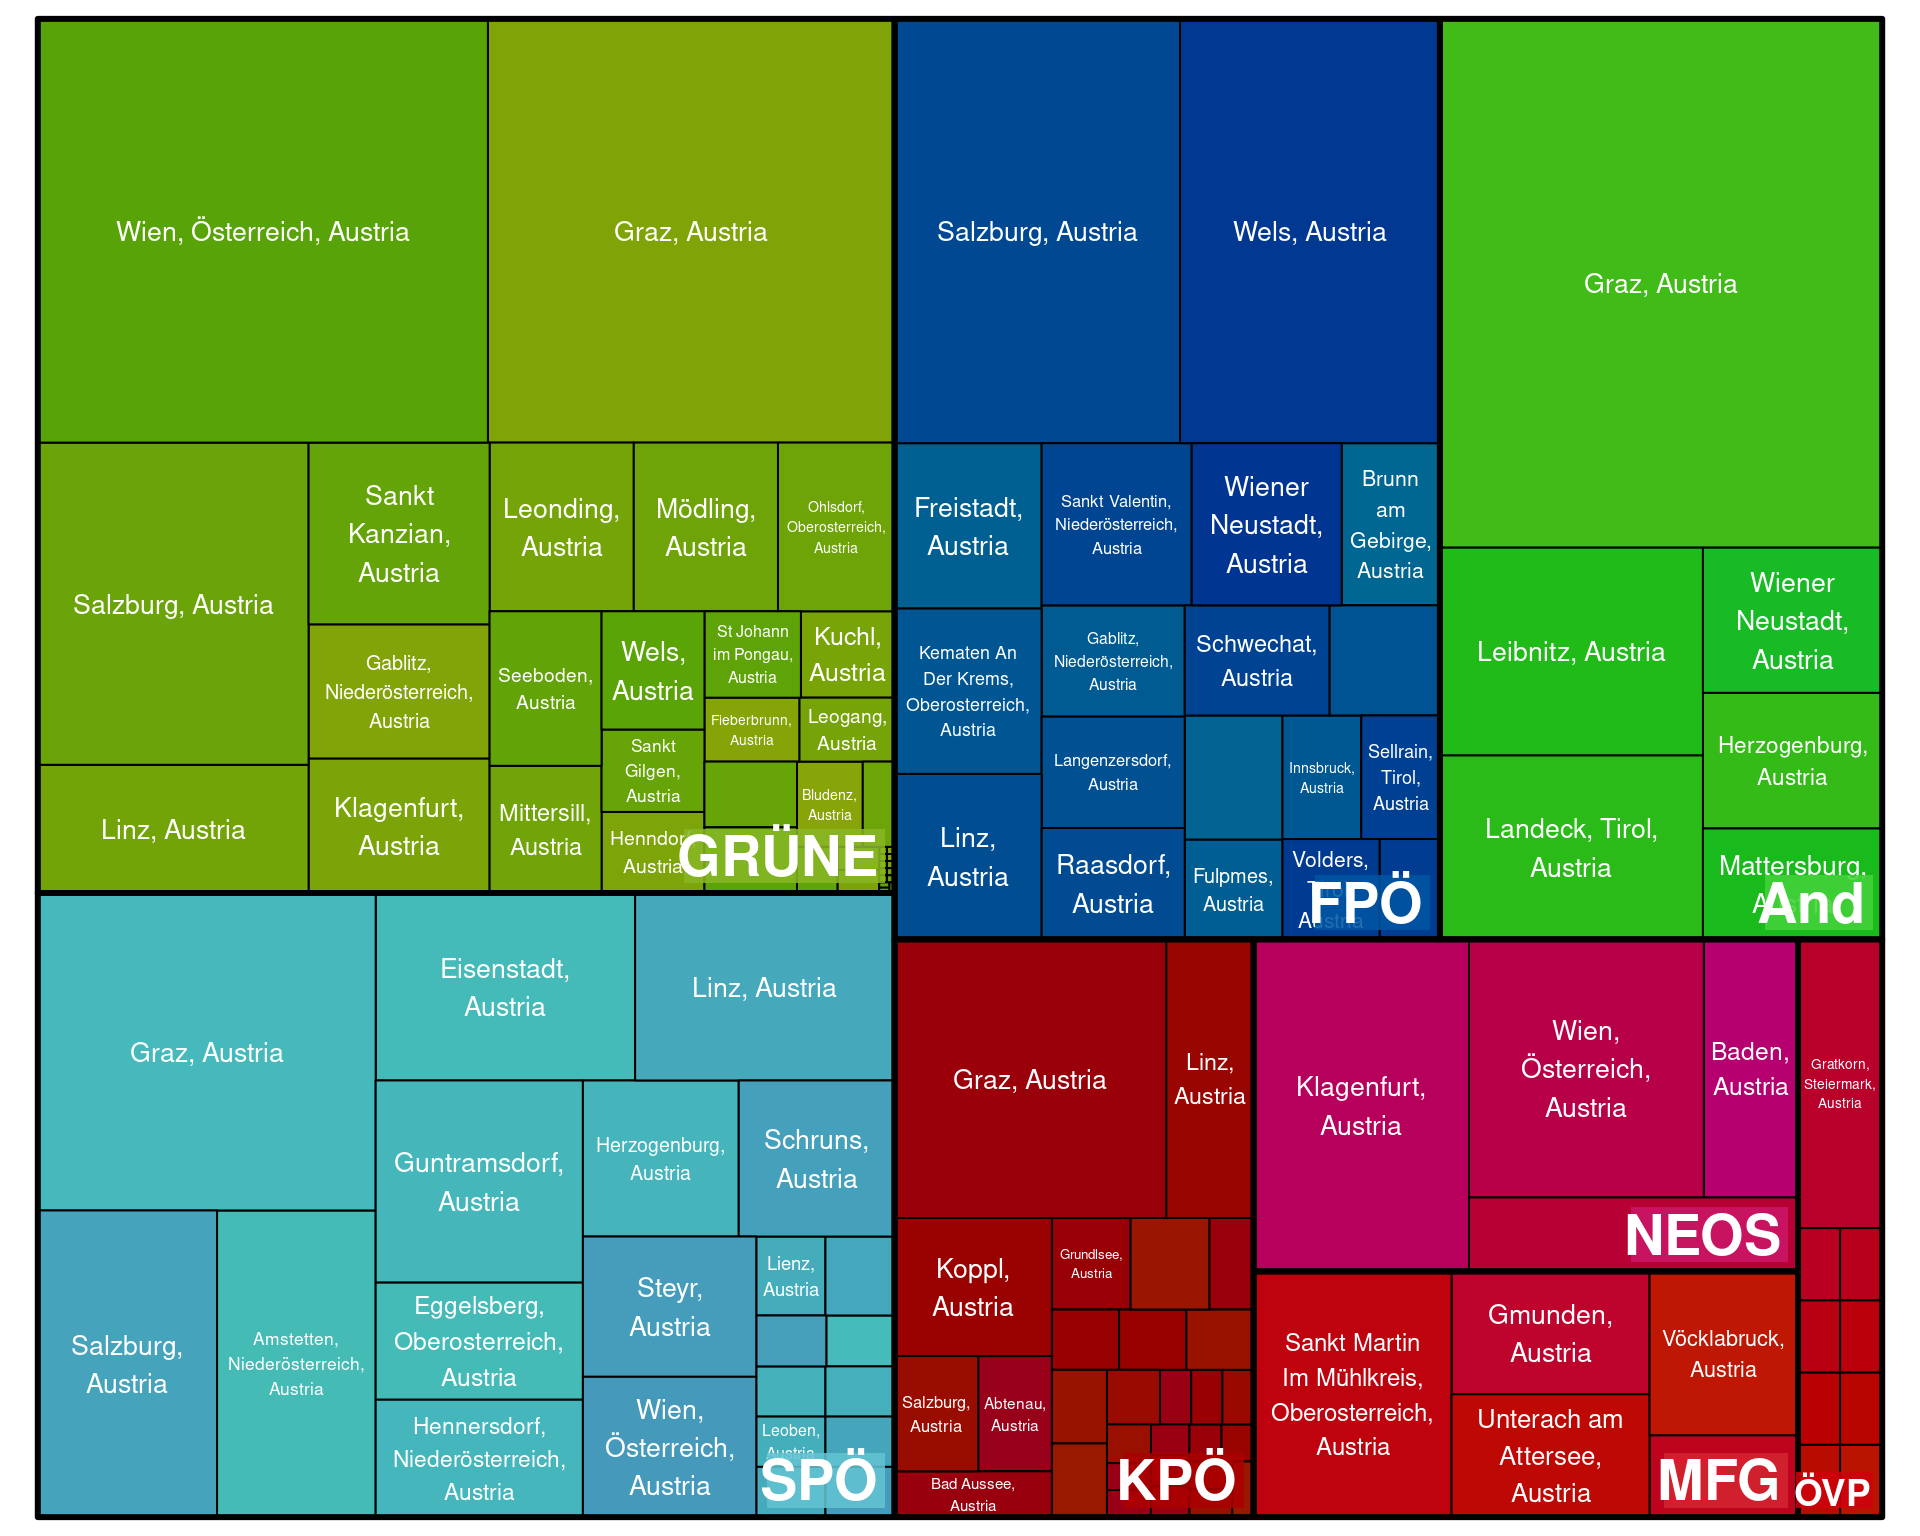 Wien, Österreich, Austria
Graz, Austria
Salzburg, Austria
Sankt
Kanzian,
Austria
Leonding,
Austria
Mödling,
Austria
Ohlsdorf,
Oberosterreich,
Austria
Gablitz,
Niederösterreich,
Austria
Seeboden,
Austria
Wels,
Austria
St Johann
im Pongau,
Austria
Kuchl,
Austria
Fieberbrunn,
Austria
Leogang,
Austria
Sankt
Gilgen,
Austria
Linz, Austria
Klagenfurt,
Austria
Mittersill,
Austria
Bludenz,
Austria
Henndor
Austria
GRÜNE
Salzburg, Austria
Wels, Austria
Freistadt,
Austria
Sankt Valentin,
Niederösterreich,
Austria
Wiener
Neustadt,
Austria
Brunn
am
Gebirge,
Austria
Kematen An
Der Krems,
Oberosterreich,
Austria
Gablitz,
Niederösterreich,
Austria
Schwechat,
Austria
Langenzersdorf,
Austria
Innsbruck,
Austria
Sellrain,
Tirol,
Austria
Linz,
Austria
Raasdorf,
Austria
Fulpmes,
Austria
Volders,
Tirol,
Austria
FPÖ
Graz, Austria
Leibnitz, Austria
Wiener
Neustadt,
Austria
Herzogenburg,
Austria
Landeck, Tirol,
Austria
Mattersburg,
And
Graz, Austria
Eisenstadt,
Austria
Linz, Austria
Guntramsdorf,
Austria
Herzogenburg,
Austria
Schruns,
Austria
Salzburg,
Austria
Amstetten,
Niederösterreich,
Austria
Eggelsberg,
Oberosterreich,
Austria
Hennersdorf,
Niederösterreich,
Austria
Steyr,
Austria
Wien,
Österreich,
Austria
Lienz,
Austria
Leoben,
Austria
SPÖ
Graz, Austria
Linz,
Austria
Koppl,
Austria
Grundlsee,
Austria
Salzburg,
Austria
Abtenau,
Austria
Bad Aussee,
Austria
KPÖ
Klagenfurt,
Austria
Wien,
Österreich,
Austria
Baden,
Austria
NEOS
Sankt Martin
Im Mühlkreis,
Oberosterreich,
Austria
Gmunden,
Austria
Vöcklabruck,
Austria
Unterach am
Attersee,
Austria
MFG
Gratkorn,
Steiermark,
Austria
ÖVP